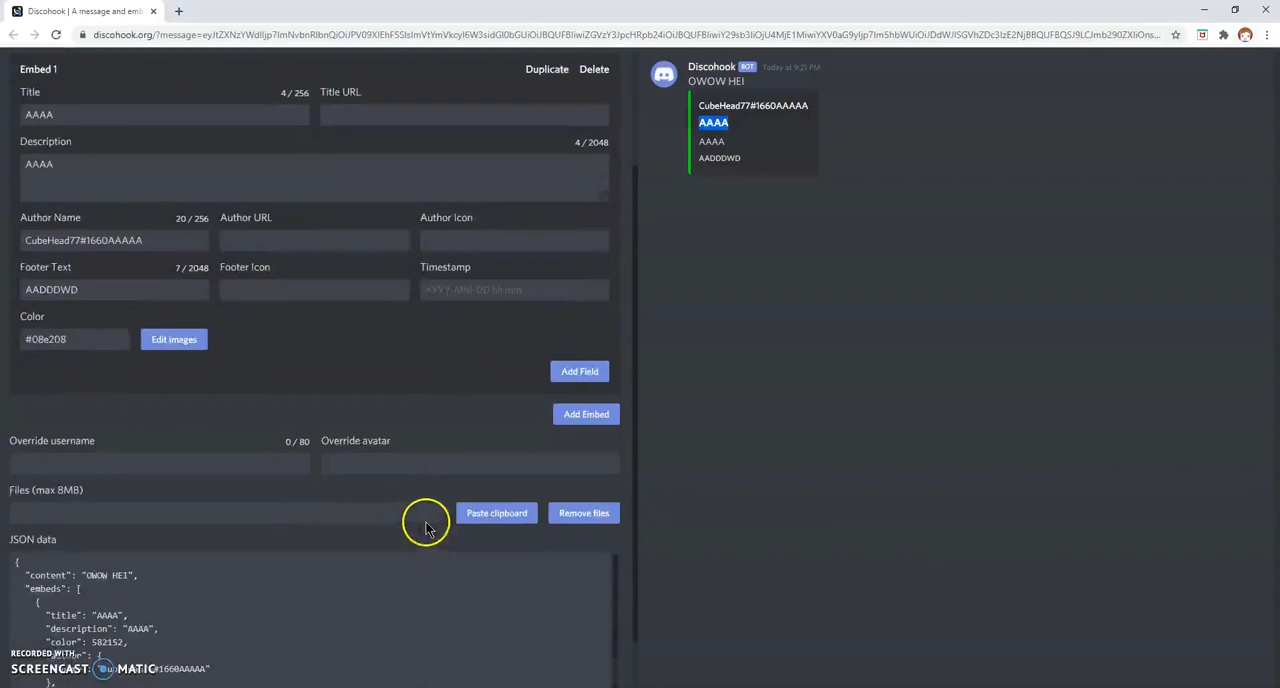 Discohook | A message and emb
discohook.org/?message=
Embed 1
Duplicate Delete
Title 4 / 256 Title URL
AAAA
Description 4 / 2048
AAAA
Author Name 20 / 256 Author URL Author Icon
CubeHead77#1660AAAAA
Footer Text 7 / 2048 Footer Icon Timestamp
AADDDWD YYYY-MM-DD hh:mm
Color
#08e208 Edit images
Add Field
Add Embed
Override username 0 / 80 Override avatar
Files (max 8MB)
Paste clipboard Remove files
JSON data
{
"content": "OWOW HEI",
"embeds": [
{
"title": "AAAA",
"description": "AAAA",
"color": 582152,
#1660AAAAA"
},
RECORDED WITH
SCREENCAST MATIC
Discohook BOT Today at 9:21 PM
OWOW HEI
CubeHead77#1660AAAAA
AAAA
AAAA
AADDDWD